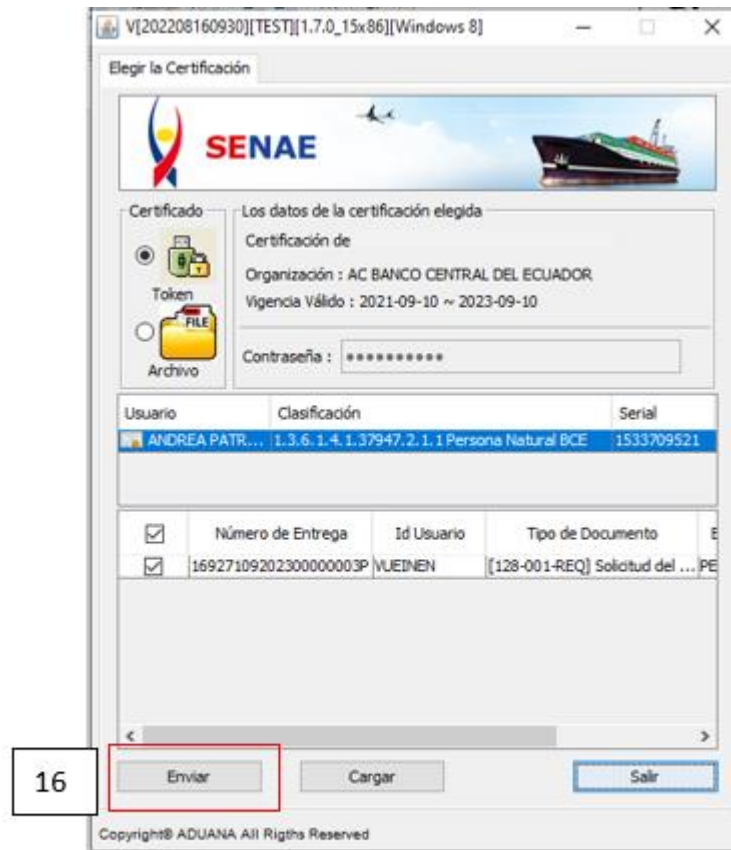 V[202208160930][TEST][1.7.0_15x86][Windows 8]
Elegir la Certificación
SENAE
Certificado
Los datos de la certificación elegida
Certificación de
Organización : AC BANCO CENTRAL DEL ECUADOR
Token
Vigencia Válido : 2021-09-10 ~ 2023-09-10
FILE
Contraseña : **********
Archivo
Usuario Clasificación Serial
ANDREA PATR... 1.3.6.1.4.1.37947.2.1.1 Persona Natural BCE 1533709521
Número de Entrega Id Usuario Tipo de Documento E
16927109202300000003P VUEINEN [128-001-REQ] Solicitud del ... PE
16 Enviar Cargar Salir
Copyright® ADUANA All Rigths Reserved